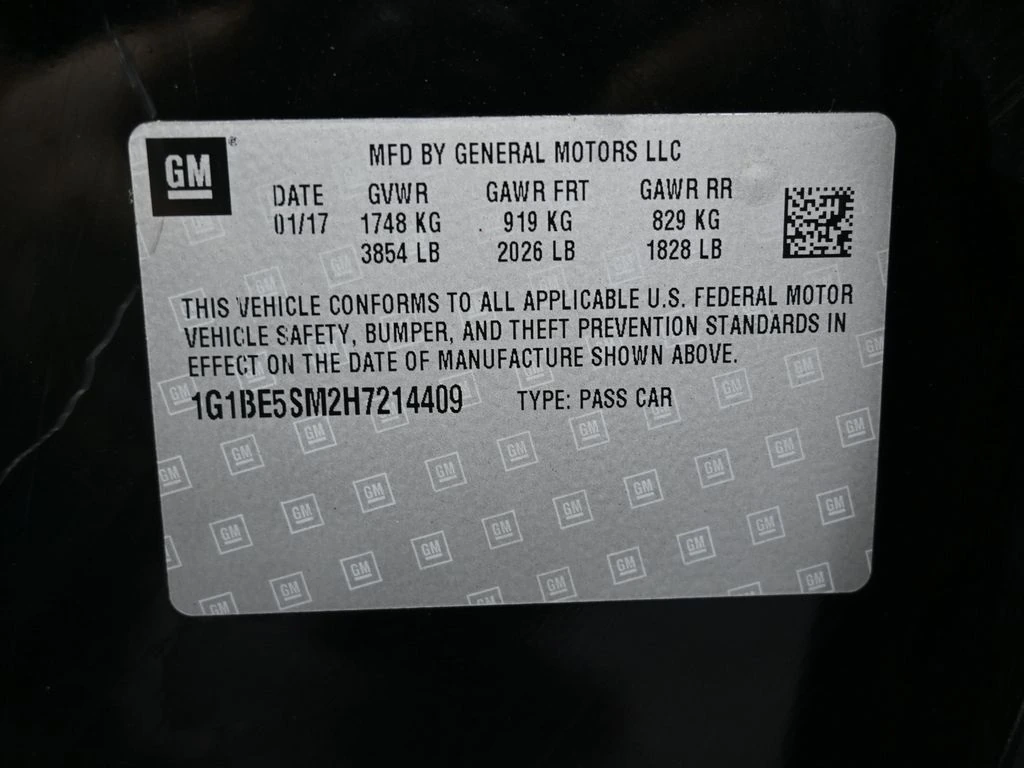 GM® MFD BY GENERAL MOTORS LLC
DATE GVWR GAWR FRT GAWR RR
01/17 1748 KG 919 KG 829 KG
3854 LB 2026 LB 1828 LB
THIS VEHICLE CONFORMS TO ALL APPLICABLE U.S. FEDERAL MOTOR
VEHICLE SAFETY, BUMPER, AND THEFT PREVENTION STANDARDS IN
EFFECT ON THE DATE OF MANUFACTURE SHOWN ABOVE.
1G1BE5SM2H7214409 TYPE: PASS CAR